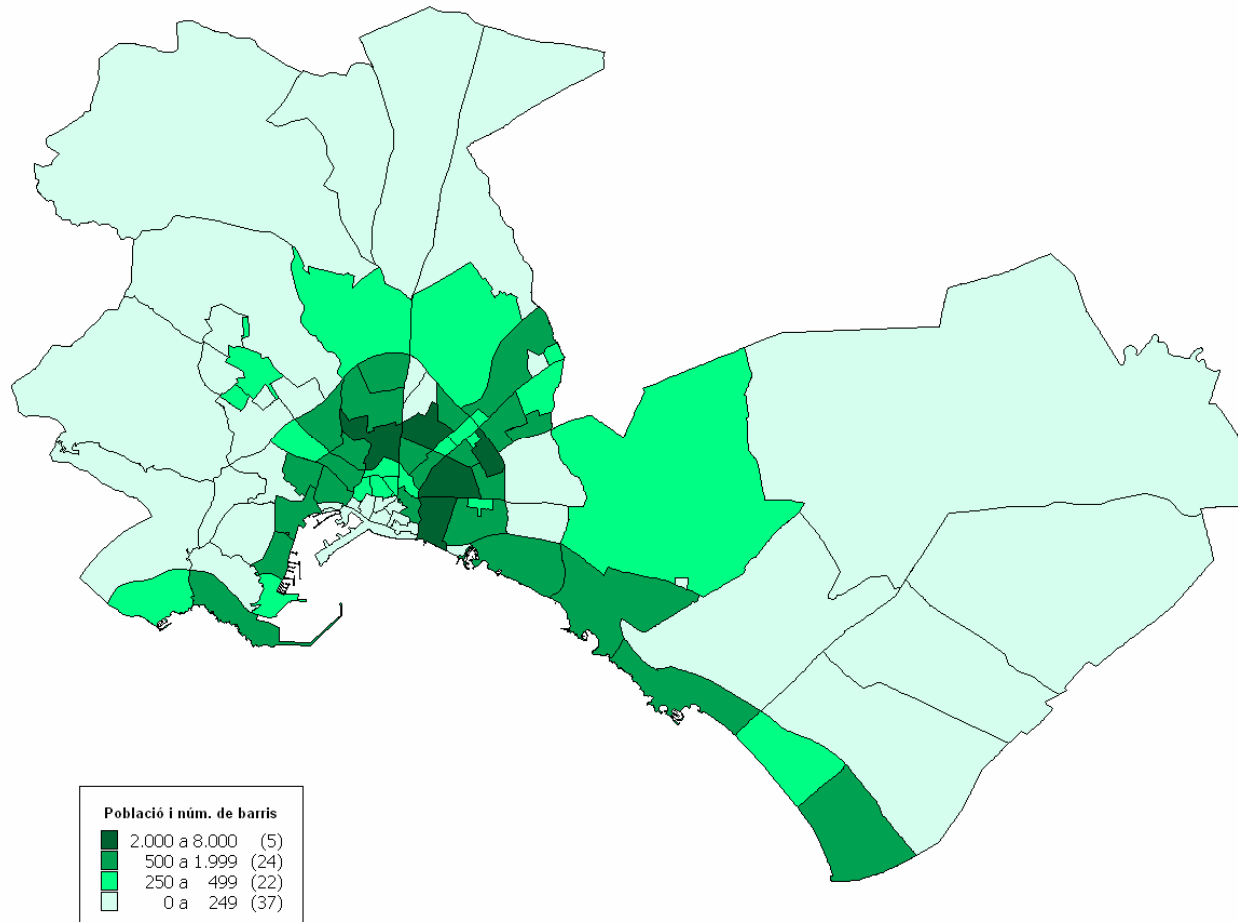 Població i núm. de barris
2.000 a 8.000 (5)
500 a 1.999 (24)
250 a 499 (22)
0 a 249 (37)